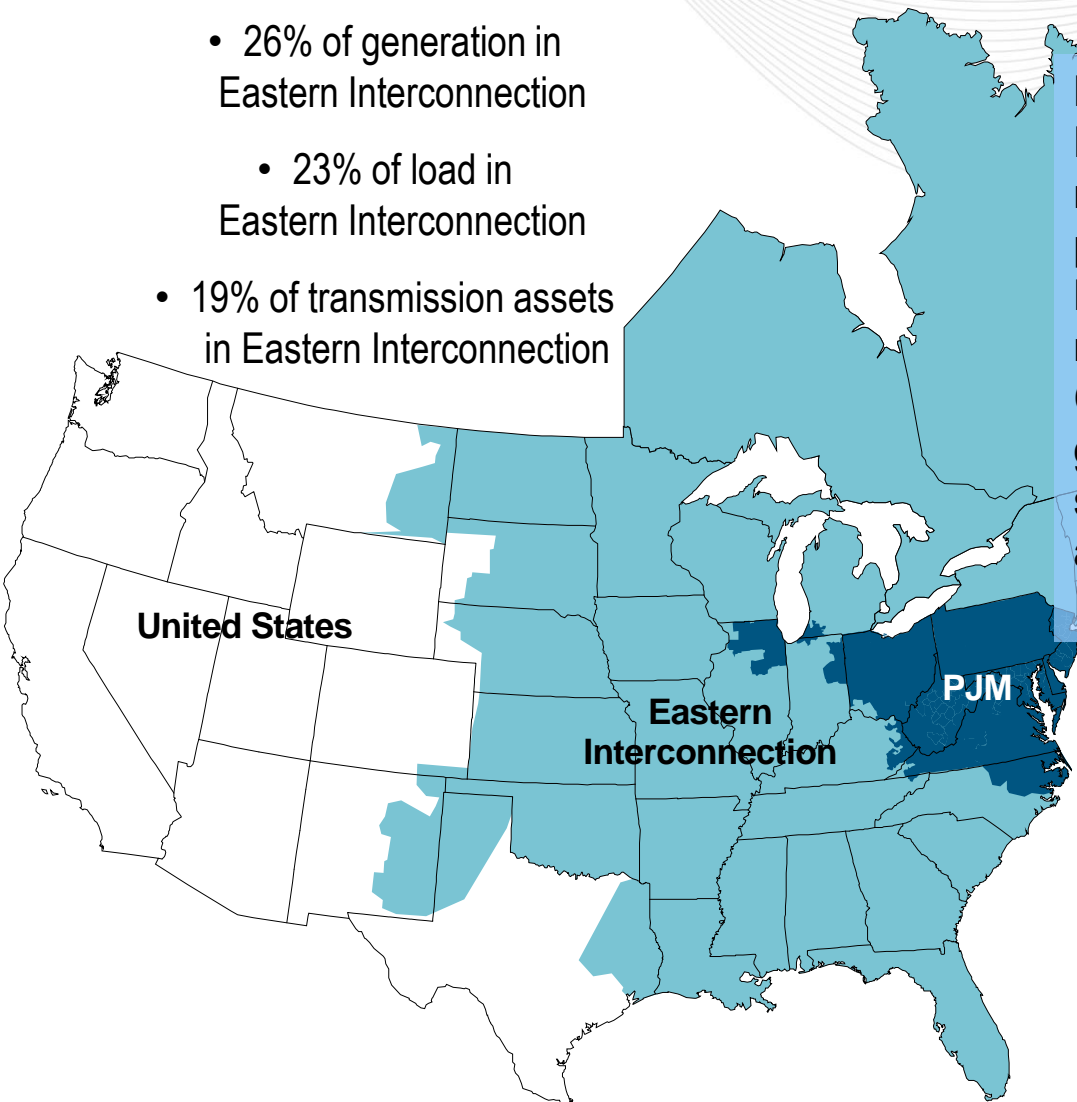 • 26% of generation in
Eastern Interconnection
• 23% of load in
Eastern Interconnection
• 19% of transmission assets
in Eastern Interconnection
United States
Eastern
Interconnection
PJM